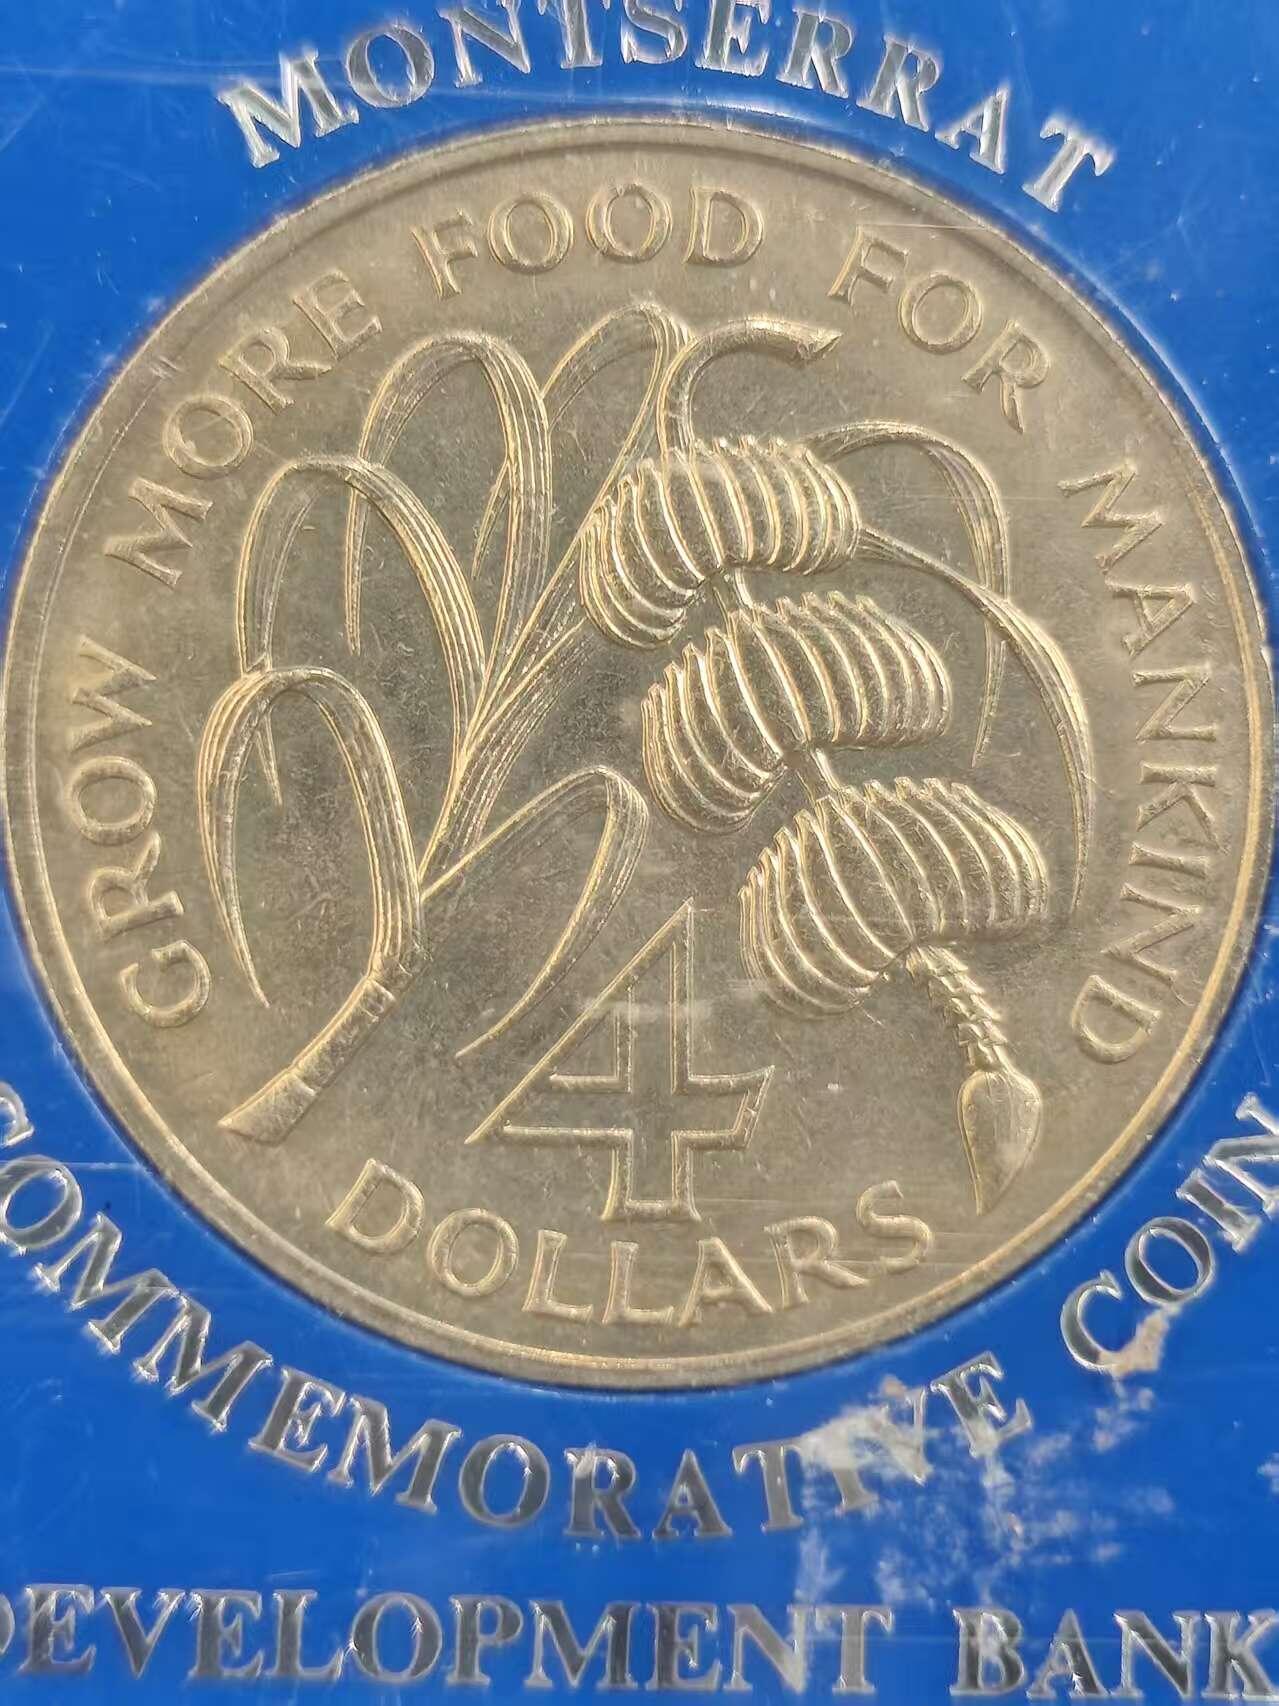 MONTSERRAT
GROW MORE FOOD FOR MANKIND
4
DOLLARS
COMMEMORATIVE COIN
DEVELOPMENT BANK